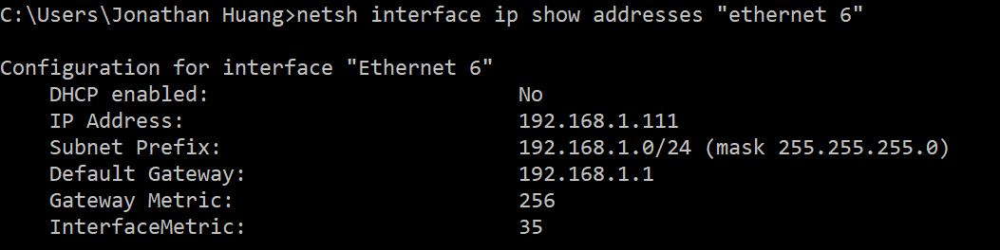 C:\Users\Jonathan Huang>netsh interface ip show addresses "ethernet 6"
Configuration for interface "Ethernet 6"
DHCP enabled: No
IP Address: 192.168.1.111
Subnet Prefix: 192.168.1.0/24 (mask 255.255.255.0)
Default Gateway: 192.168.1.1
Gateway Metric: 256
InterfaceMetric: 35